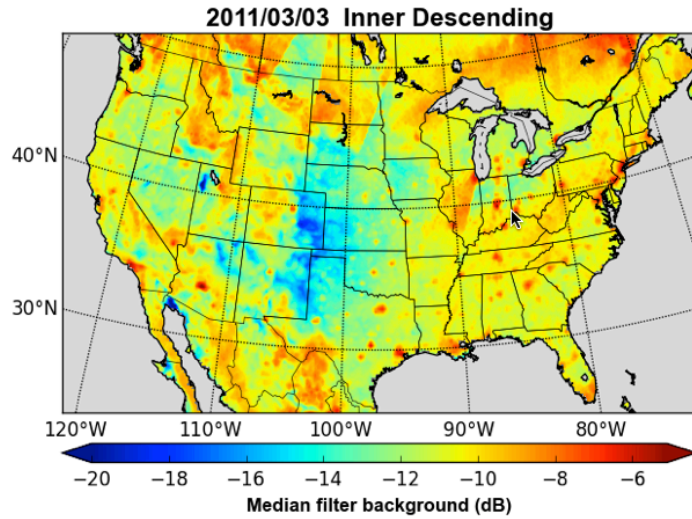 2011/03/03 Inner Descending
40°N
30°N
120°W 110°W 100°W 90°W 80°W
−20 −18 −16 −14 −12 −10 −8 −6
Median filter background (dB)